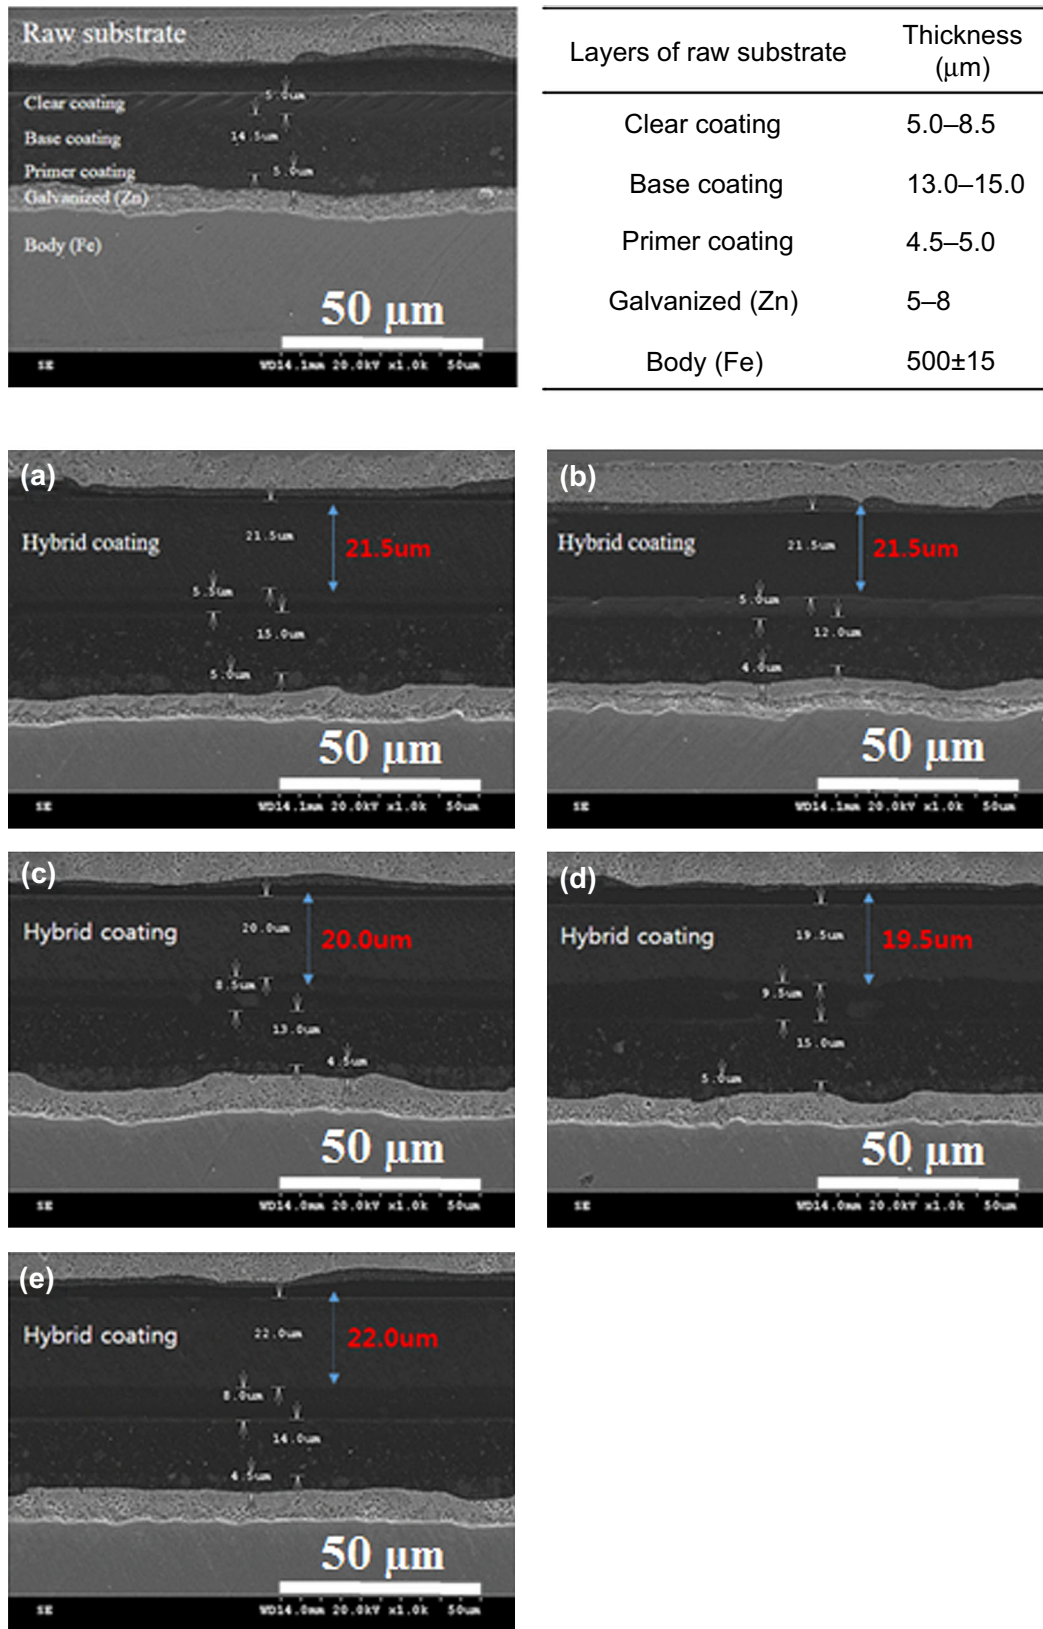 Raw substrate
5.0um
Clear coating
14.5um
Base coating
Primer coating
5.0um
Galvanized (Zn)
Body (Fe)
50 μm
SE
WD14.1mm 20.0kV x1.0k 50um
Layers of raw substrate Thickness (μm)
Clear coating 5.0–8.5
Base coating 13.0–15.0
Primer coating 4.5–5.0
Galvanized (Zn) 5–8
Body (Fe) 500±15
(a)
Hybrid coating
21.5um
21.5um
5.5um
15.0um
5.0um
50 μm
SE
WD14.1mm 20.0kV x1.0k 50um
(b)
Hybrid coating
21.5um
21.5um
5.0um
12.0um
4.0um
50 μm
SE
WD14.1mm 20.0kV x1.0k 50um
(c)
Hybrid coating
20.0um
20.0um
8.5um
13.0um
4.5um
50 μm
SE
WD14.0mm 20.0kV x1.0k 50um
(d)
Hybrid coating
19.5um
19.5um
9.5um
15.0um
5.0um
50 μm
SE
WD14.0mm 20.0kV x1.0k 50um
(e)
Hybrid coating
22.0um
22.0um
8.0um
14.0um
4.5um
50 μm
SE
WD14.0mm 20.0kV x1.0k 50um